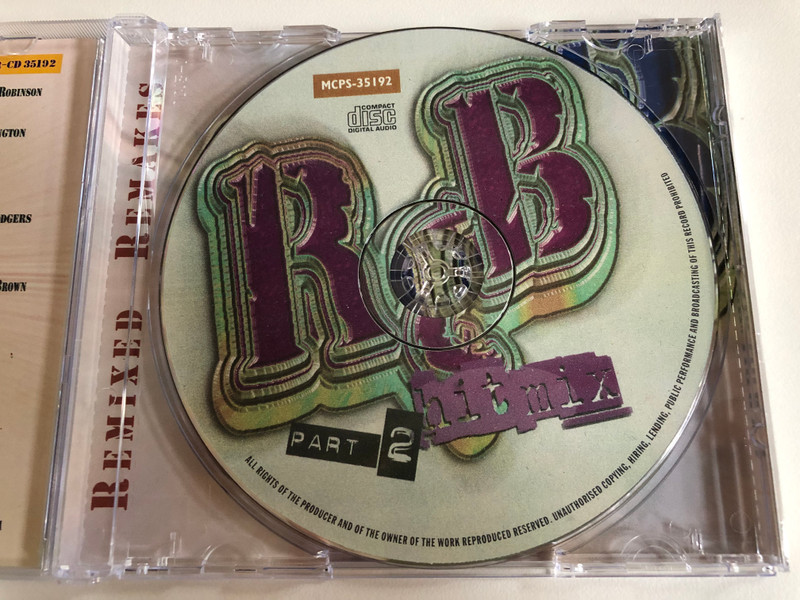 -CD 35192
ROBINSON
NGTON
ODGERS
BROWN
REMIXED REMAKES
MCPS-35192
COMPACT
disc
DIGITAL AUDIO
R&B
hit mix
PART 2
ALL RIGHTS OF THE PRODUCER AND OF THE OWNER OF THE WORK REPRODUCED RESERVED. UNAUTHORISED COPYING, HIRING, LENDING, PUBLIC PERFORMANCE AND BROADCASTING OF THIS RECORD PROHIBITED